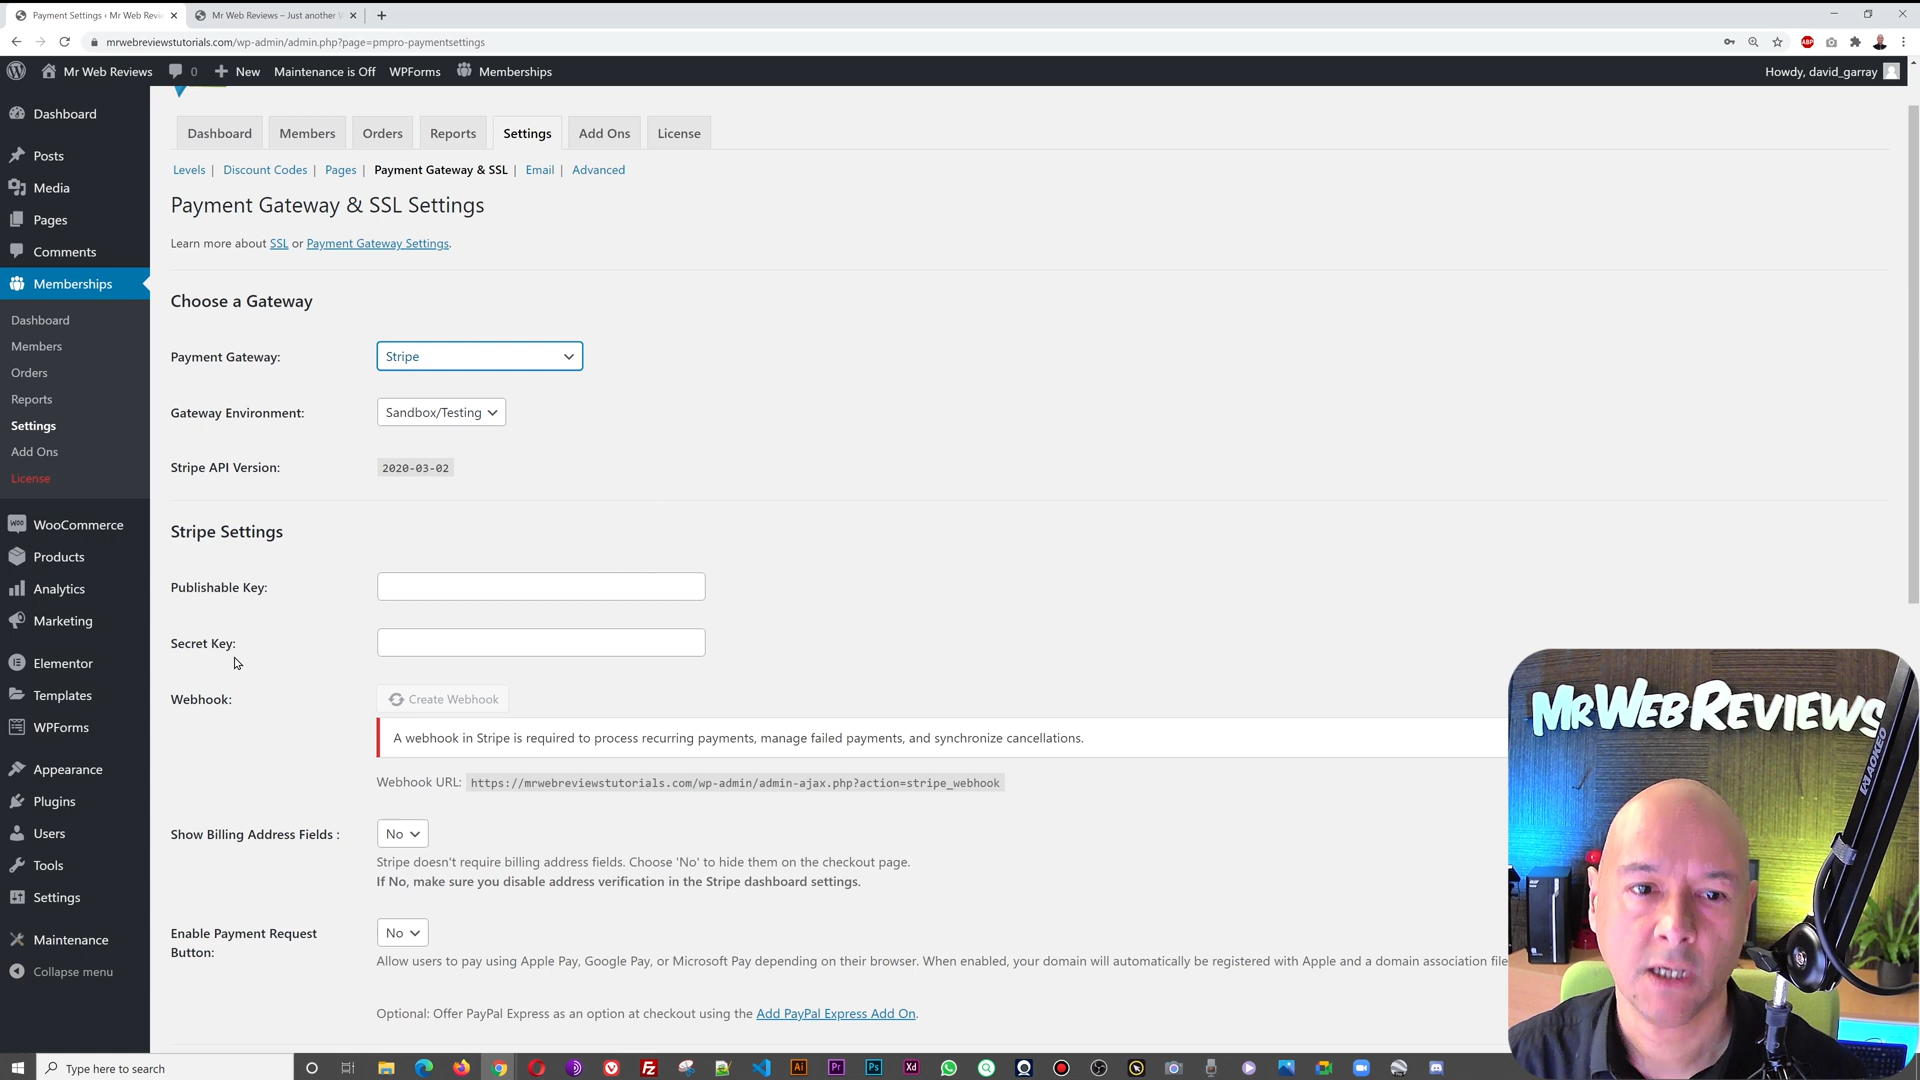 Payment Settings ‹ Mr Web Revi
Mr Web Reviews – Just another W
mrwebreviewstutorials.com/wp-admin/admin.php?page=pmpro-paymentsettings
Mr Web Reviews
0
New
Maintenance is Off
WPForms
Memberships
Howdy, david_garray
Dashboard
Posts
Media
Pages
Comments
Memberships
Dashboard
Members
Orders
Reports
Settings
Add Ons
License
WooCommerce
Products
Analytics
Marketing
Elementor
Templates
WPForms
Appearance
Plugins
Users
Tools
Settings
Maintenance
Collapse menu
Dashboard
Members
Orders
Reports
Settings
Add Ons
License
Levels | Discount Codes | Pages | Payment Gateway & SSL | Email | Advanced
Payment Gateway & SSL Settings
Learn more about SSL or Payment Gateway Settings.
Choose a Gateway
Payment Gateway:
Stripe
Gateway Environment:
Sandbox/Testing
Stripe API Version:
2020-03-02
Stripe Settings
Publishable Key:
Secret Key:
Webhook:
Create Webhook
A webhook in Stripe is required to process recurring payments, manage failed payments, and synchronize cancellations.
Webhook URL: https://mrwebreviewstutorials.com/wp-admin/admin-ajax.php?action=stripe_webhook
Show Billing Address Fields :
No
Stripe doesn't require billing address fields. Choose 'No' to hide them on the checkout page.
If No, make sure you disable address verification in the Stripe dashboard settings.
Enable Payment Request
Button:
No
Allow users to pay using Apple Pay, Google Pay, or Microsoft Pay depending on their browser. When enabled, your domain will automatically be registered with Apple and a domain association file
Optional: Offer PayPal Express as an option at checkout using the Add PayPal Express Add On.
MRWEBREVIEWS
MAONO
Type here to search